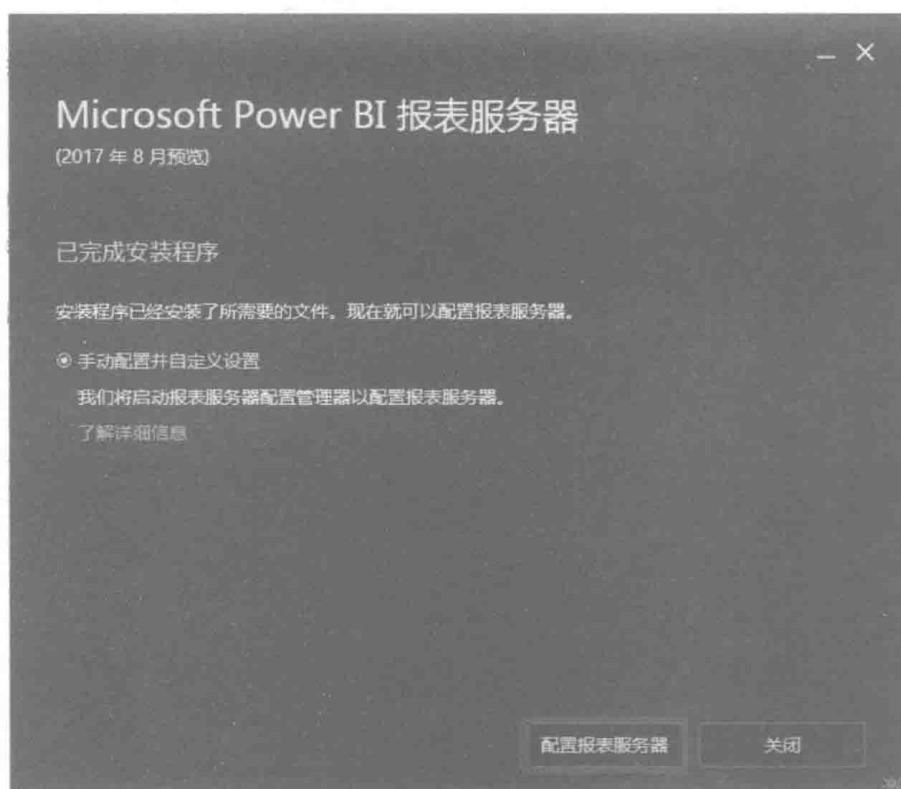 Microsoft Power BI 报表服务器
(2017 年 8 月预览)
已完成安装程序
安装程序已经安装了所需要的文件。现在就可以配置报表服务器。
手动配置并自定义设置
我们将启动报表服务器配置管理器以配置报表服务器。
了解详细信息
配置报表服务器
关闭